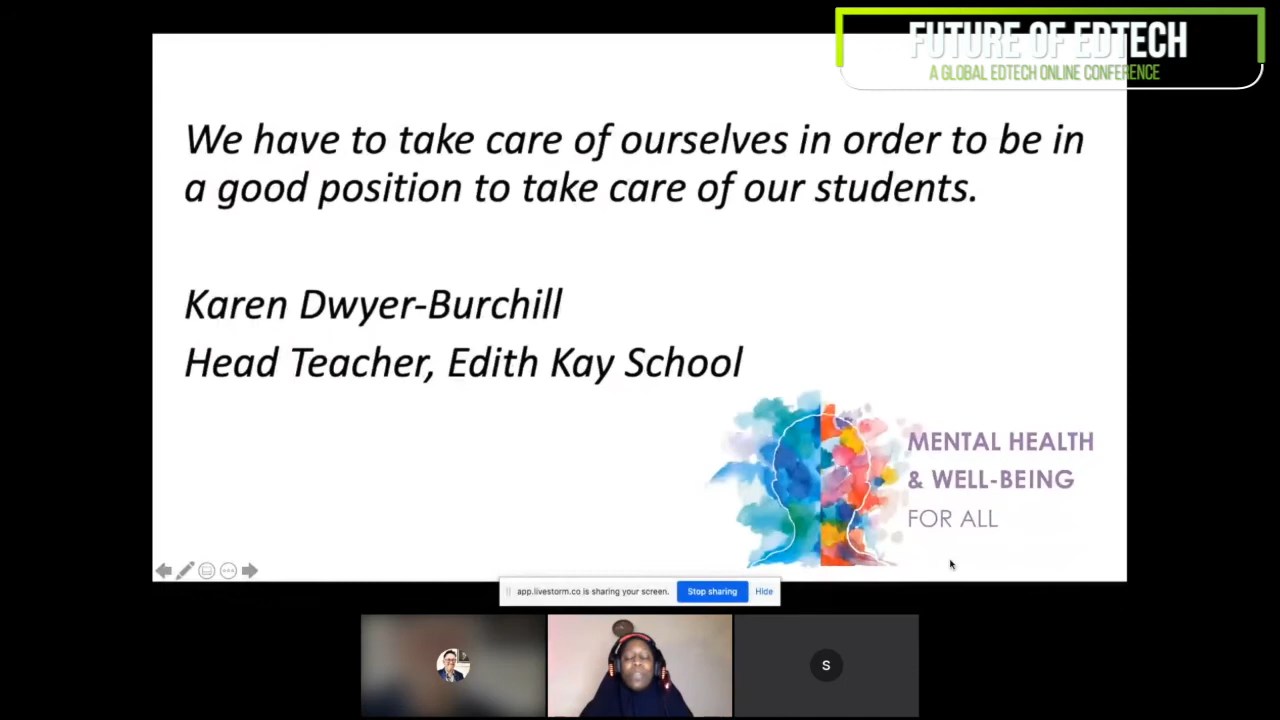 FUTURE OF EDTECH
A GLOBAL EDTECH ONLINE CONFERENCE
We have to take care of ourselves in order to be in
a good position to take care of our students.
Karen Dwyer-Burchill
Head Teacher, Edith Kay School
MENTAL HEALTH
& WELL-BEING
FOR ALL
app.livestorm.co is sharing your screen.
Stop sharing
Hide
S